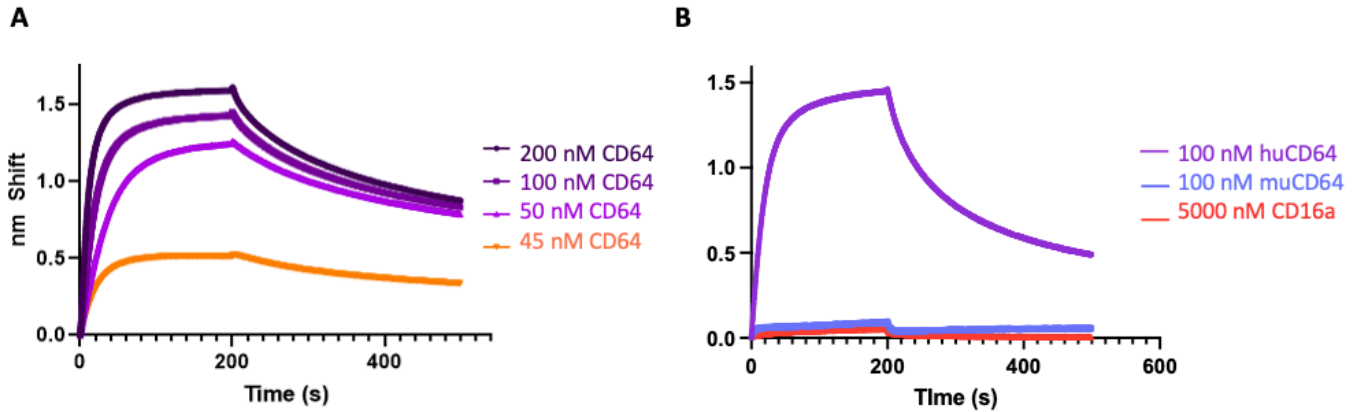 A
B
nm Shift
1.5
1.0
0.5
0.0
0
200
400
Time (s)
200 nM CD64
100 nM CD64
50 nM CD64
45 nM CD64
1.5
1.0
0.5
0.0
0
200
400
600
TIme (s)
100 nM huCD64
100 nM muCD64
5000 nM CD16a